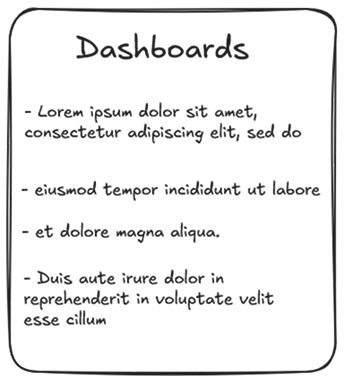 Dashboards
- Lorem ipsum dolor sit amet,
consectetur adipiscing elit, sed do
- eiusmod tempor incididunt ut labore
- et dolore magna aliqua.
- Duis aute irure dolor in
reprehenderit in voluptate velit
esse cillum